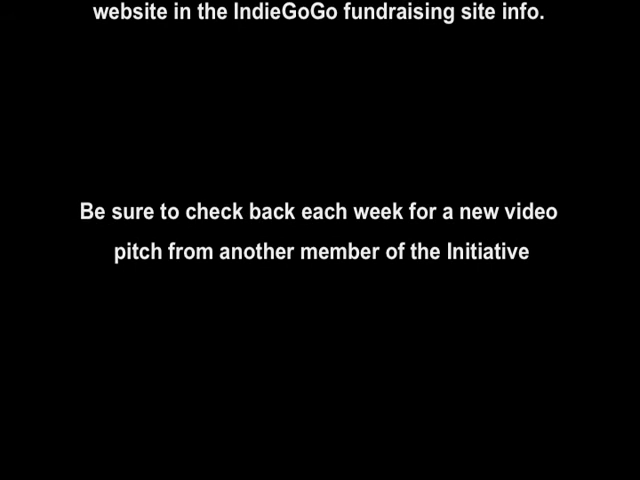 website in the IndieGoGo fundraising site info.
Be sure to check back each week for a new video
pitch from another member of the Initiative